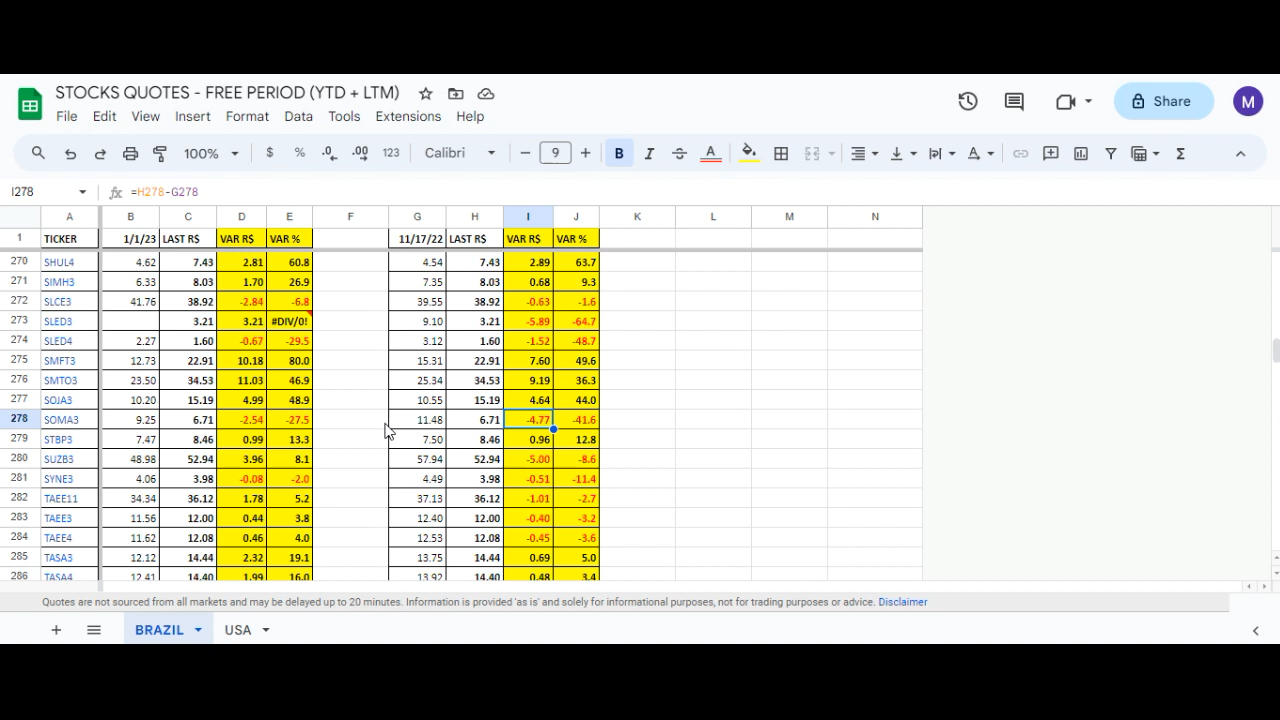 STOCKS QUOTES - FREE PERIOD (YTD + LTM)
M
Share
File Edit View Insert Format Data Tools Extensions Help
100% $ % .0 .00 123 Calibri - 9 + B I S A A Σ
I278 fx =H278-G278
A B C D E F G H I J K L M N
1 TICKER 1/1/23 LAST R$ VAR R$ VAR % 11/17/22 LAST R$ VAR R$ VAR %
270 SHUL4 4.62 7.43 2.81 60.8 4.54 7.43 2.89 63.7
271 SIMH3 6.33 8.03 1.70 26.9 7.35 8.03 0.68 9.3
272 SLCE3 41.76 38.92 -2.84 -6.8 39.55 38.92 -0.63 -1.6
273 SLED3 3.21 3.21 #DIV/0! 9.10 3.21 -5.89 -64.7
274 SLED4 2.27 1.60 -0.67 -29.5 3.12 1.60 -1.52 -48.7
275 SMFT3 12.73 22.91 10.18 80.0 15.31 22.91 7.60 49.6
276 SMTO3 23.50 34.53 11.03 46.9 25.34 34.53 9.19 36.3
277 SOJA3 10.20 15.19 4.99 48.9 10.55 15.19 4.64 44.0
278 SOMA3 9.25 6.71 -2.54 -27.5 11.48 6.71 -4.77 -41.6
279 STBP3 7.47 8.46 0.99 13.3 7.50 8.46 0.96 12.8
280 SUZB3 48.98 52.94 3.96 8.1 57.94 52.94 -5.00 -8.6
281 SYNE3 4.06 3.98 -0.08 -2.0 4.49 3.98 -0.51 -11.4
282 TAEE11 34.34 36.12 1.78 5.2 37.13 36.12 -1.01 -2.7
283 TAEE3 11.56 12.00 0.44 3.8 12.40 12.00 -0.40 -3.2
284 TAEE4 11.62 12.08 0.46 4.0 12.53 12.08 -0.45 -3.6
285 TASA3 12.12 14.44 2.32 19.1 13.75 14.44 0.69 5.0
286 TASA4 12.41 14.40 1.99 16.0 13.92 14.40 0.48 3.4
Quotes are not sourced from all markets and may be delayed up to 20 minutes. Information is provided 'as is' and solely for informational purposes, not for trading purposes or advice. Disclaimer
+ BRAZIL USA